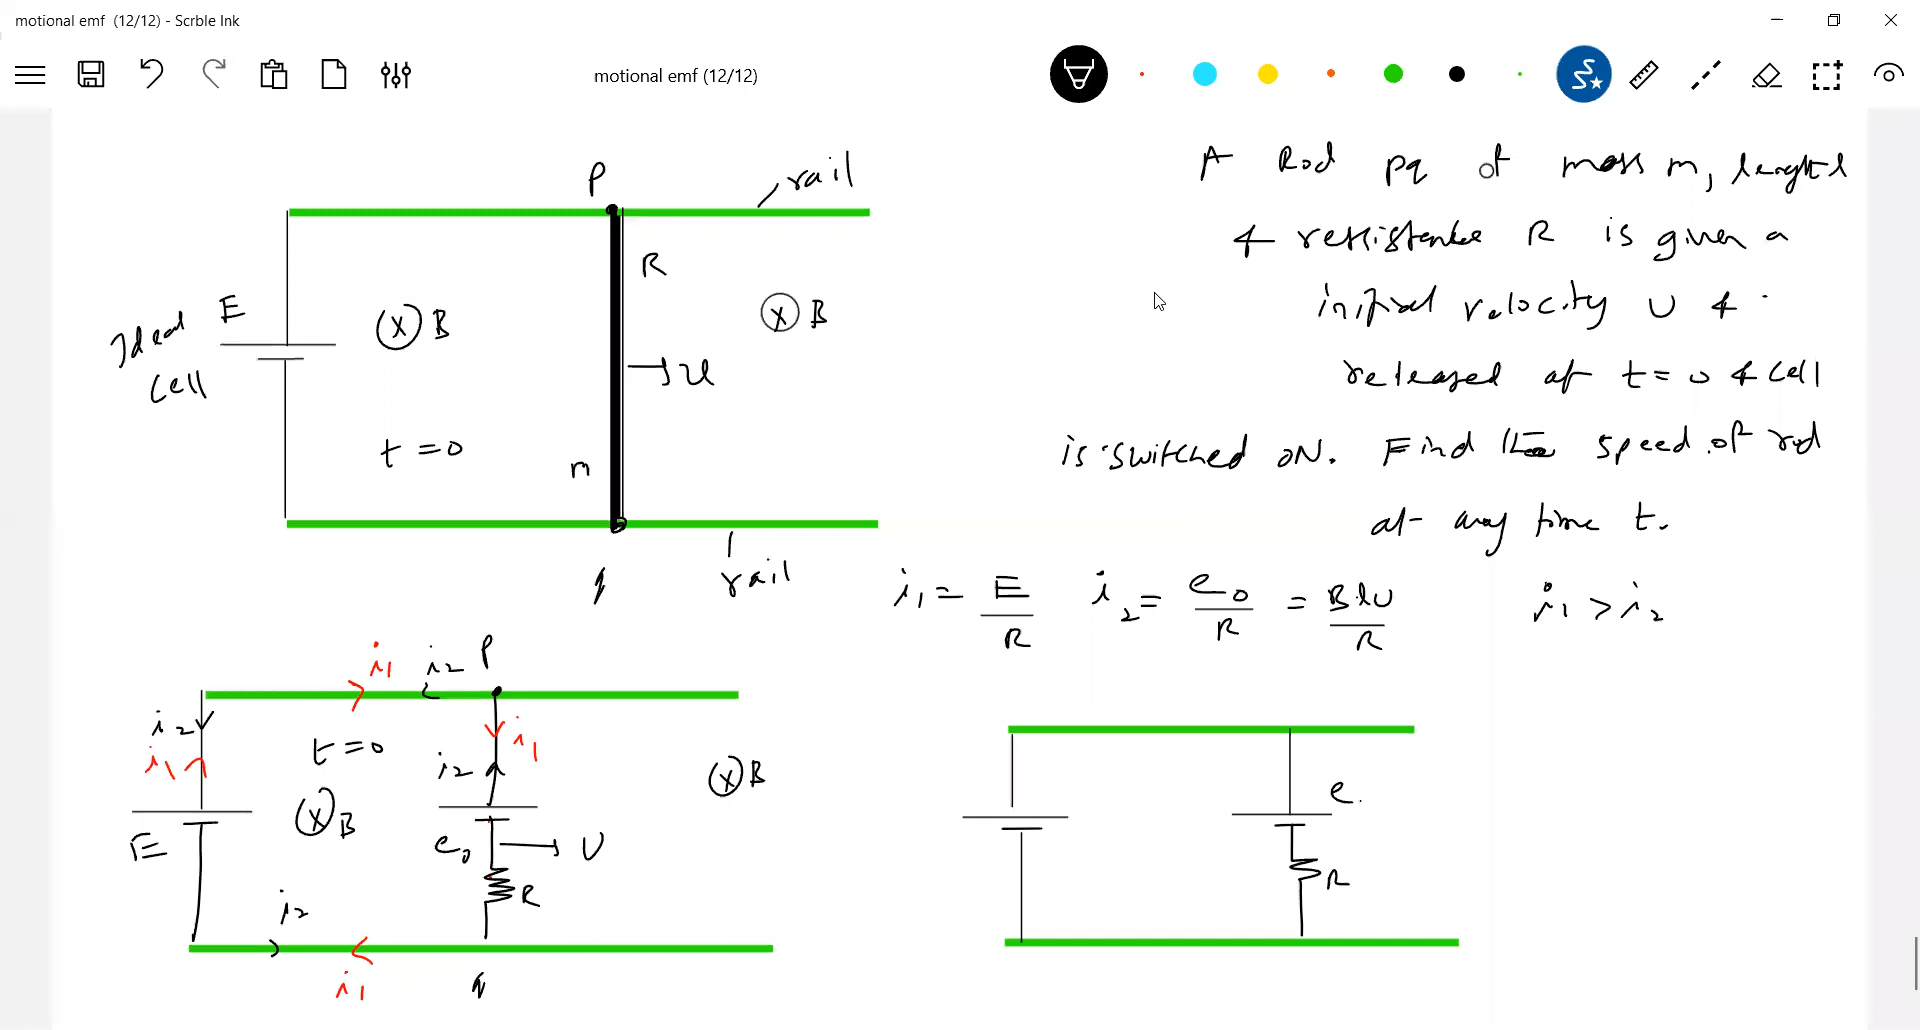 motional emf (12/12) - Scrble Ink
motional emf (12/12)
P
rail
R
E
Ideal
cell
B
B
u
t = 0
m
q
rail
A Rod pq of mass m, length l
& resistance R is given a
initial velocity U &
released at t = 0 & cell
is switched ON. Find the speed of rod
at any time t.
i1 = E/R i2 = e0/R = BlU/R i1 > i2
i1 i2 P
i2
i1
t = 0
i2
i1
B
B
E
e0
U
R
i2
i1
q
e
R